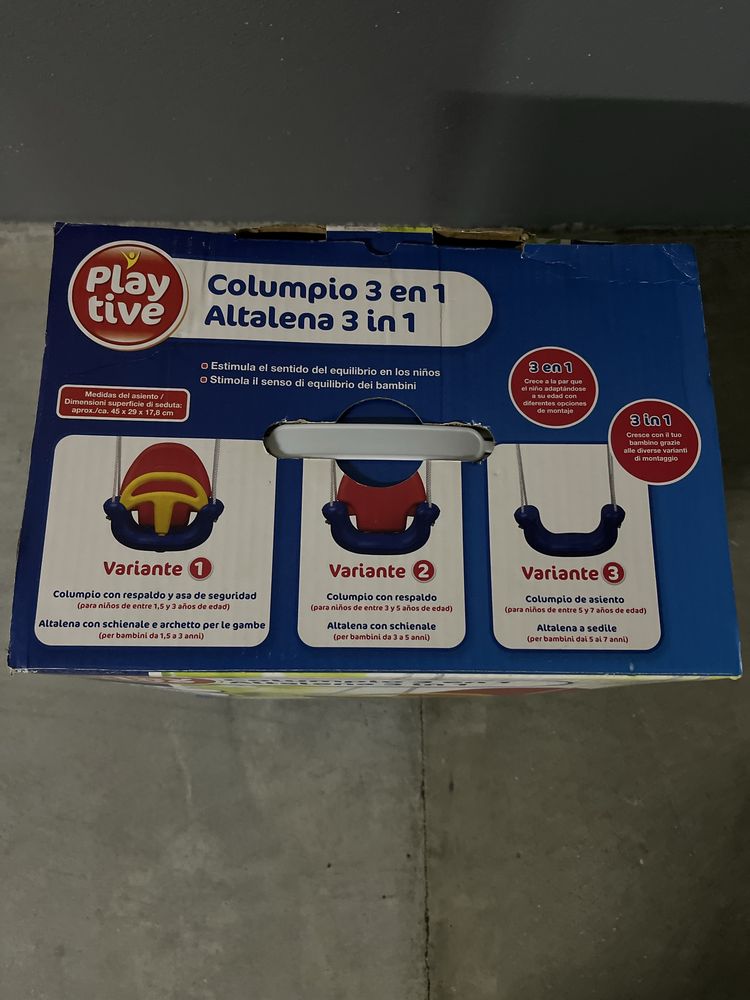 Play
tive
Columpio 3 en 1
Altalena 3 in 1
Estimula el sentido del equilibrio en los niños
Stimola il senso di equilibrio dei bambini
Medidas del asiento /
Dimensioni superficie di seduta:
aprox./ca. 45 x 29 x 17,8 cm
3 en 1
Crece a la par que
el niño adaptándose
a su edad con
diferentes opciones
de montaje
3 in 1
Cresce con il tuo
bambino grazie
alle diverse varianti
di montaggio
Variante 1
Columpio con respaldo y asa de seguridad
(para niños de entre 1,5 y 3 años de edad)
Altalena con schienale e archetto per le gambe
(per bambini da 1,5 a 3 anni)
Variante 2
Columpio con respaldo
(para niños de entre 3 y 5 años de edad)
Altalena con schienale
(per bambini da 3 a 5 anni)
Variante 3
Columpio de asiento
(para niños de entre 5 y 7 años de edad)
Altalena a sedile
(per bambini dai 5 ai 7 anni)